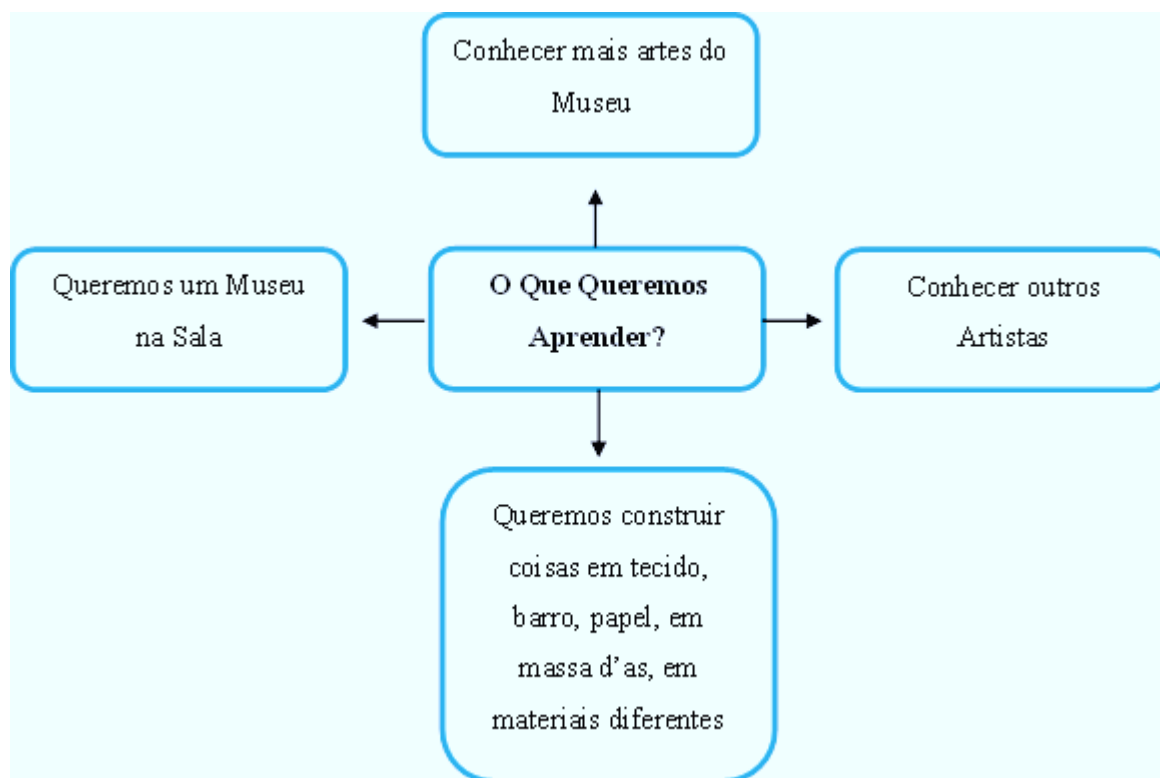 Conhecer mais artes do
Museu
Queremos um Museu
na Sala
O Que Queremos
Aprender?
Conhecer outros
Artistas
Queremos construir
coisas em tecido,
barro, papel, em
massa d’as, em
materiais diferentes